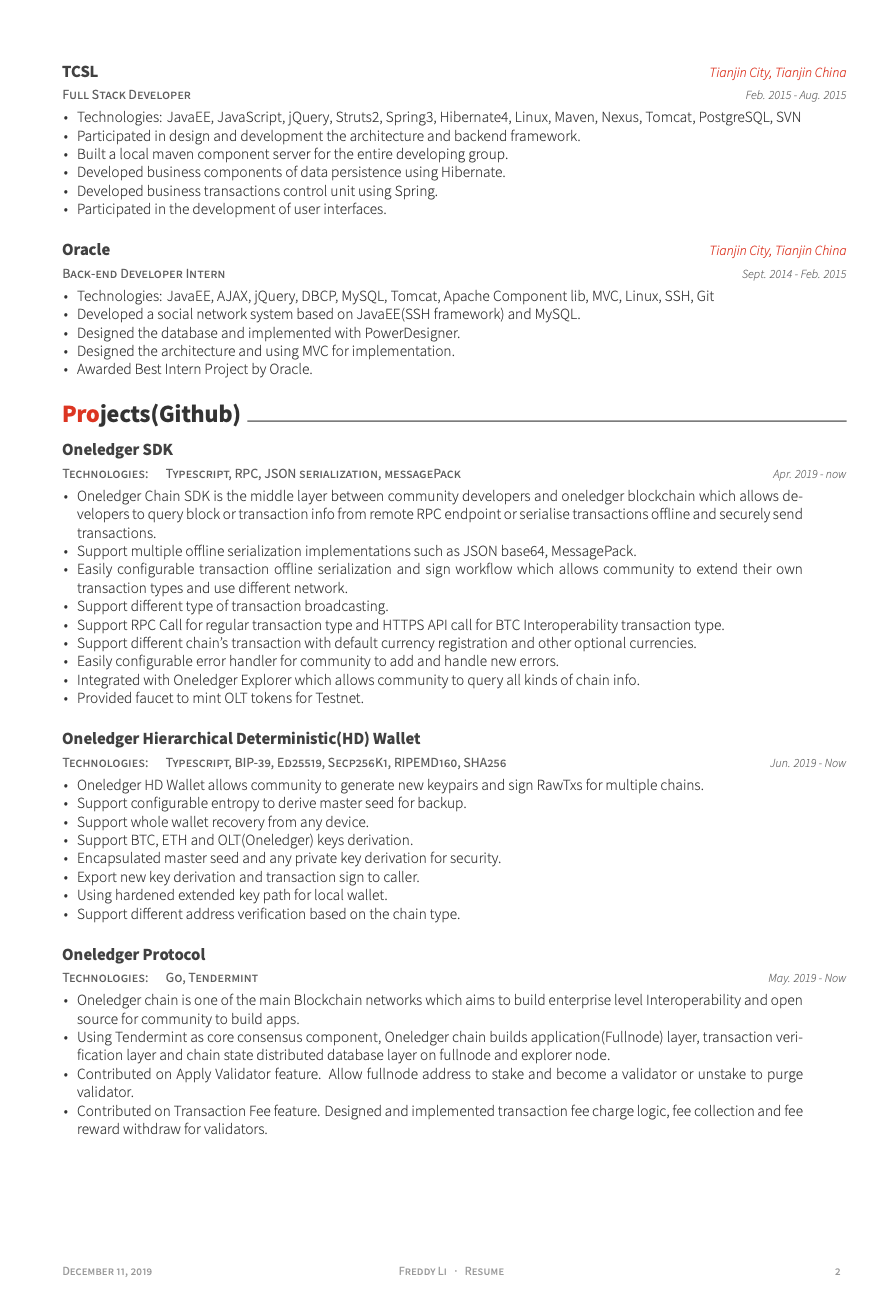 TCSL Tianjin City, Tianjin China
Full Stack Developer Feb. 2015 - Aug. 2015
• Technologies: JavaEE, JavaScript, jQuery, Struts2, Spring3, Hibernate4, Linux, Maven, Nexus, Tomcat, PostgreSQL, SVN
• Participated in design and development the architecture and backend framework.
• Built a local maven component server for the entire developing group.
• Developed business components of data persistence using Hibernate.
• Developed business transactions control unit using Spring.
• Participated in the development of user interfaces.
Oracle Tianjin City, Tianjin China
Back-end Developer Intern Sept. 2014 - Feb. 2015
• Technologies: JavaEE, AJAX, jQuery, DBCP, MySQL, Tomcat, Apache Component lib, MVC, Linux, SSH, Git
• Developed a social network system based on JavaEE(SSH framework) and MySQL.
• Designed the database and implemented with PowerDesigner.
• Designed the architecture and using MVC for implementation.
• Awarded Best Intern Project by Oracle.
Projects(Github)
Oneledger SDK
Technologies: Typescript, RPC, JSON serialization, messagePack Apr. 2019 - now
• Oneledger Chain SDK is the middle layer between community developers and oneledger blockchain which allows de-
velopers to query block or transaction info from remote RPC endpoint or serialise transactions offline and securely send
transactions.
• Support multiple offline serialization implementations such as JSON base64, MessagePack.
• Easily configurable transaction offline serialization and sign workflow which allows community to extend their own
transaction types and use different network.
• Support different type of transaction broadcasting.
• Support RPC Call for regular transaction type and HTTPS API call for BTC Interoperability transaction type.
• Support different chain’s transaction with default currency registration and other optional currencies.
• Easily configurable error handler for community to add and handle new errors.
• Integrated with Oneledger Explorer which allows community to query all kinds of chain info.
• Provided faucet to mint OLT tokens for Testnet.
Oneledger Hierarchical Deterministic(HD) Wallet
Technologies: Typescript, BIP-39, Ed25519, Secp256K1, RIPEMD160, SHA256 Jun. 2019 - Now
• Oneledger HD Wallet allows community to generate new keypairs and sign RawTxs for multiple chains.
• Support configurable entropy to derive master seed for backup.
• Support whole wallet recovery from any device.
• Support BTC, ETH and OLT(Oneledger) keys derivation.
• Encapsulated master seed and any private key derivation for security.
• Export new key derivation and transaction sign to caller.
• Using hardened extended key path for local wallet.
• Support different address verification based on the chain type.
Oneledger Protocol
Technologies: Go, Tendermint May. 2019 - Now
• Oneledger chain is one of the main Blockchain networks which aims to build enterprise level Interoperability and open
source for community to build apps.
• Using Tendermint as core consensus component, Oneledger chain builds application(Fullnode) layer, transaction veri-
fication layer and chain state distributed database layer on fullnode and explorer node.
• Contributed on Apply Validator feature. Allow fullnode address to stake and become a validator or unstake to purge
validator.
• Contributed on Transaction Fee feature. Designed and implemented transaction fee charge logic, fee collection and fee
reward withdraw for validators.
December 11, 2019 Freddy Li · Resume 2